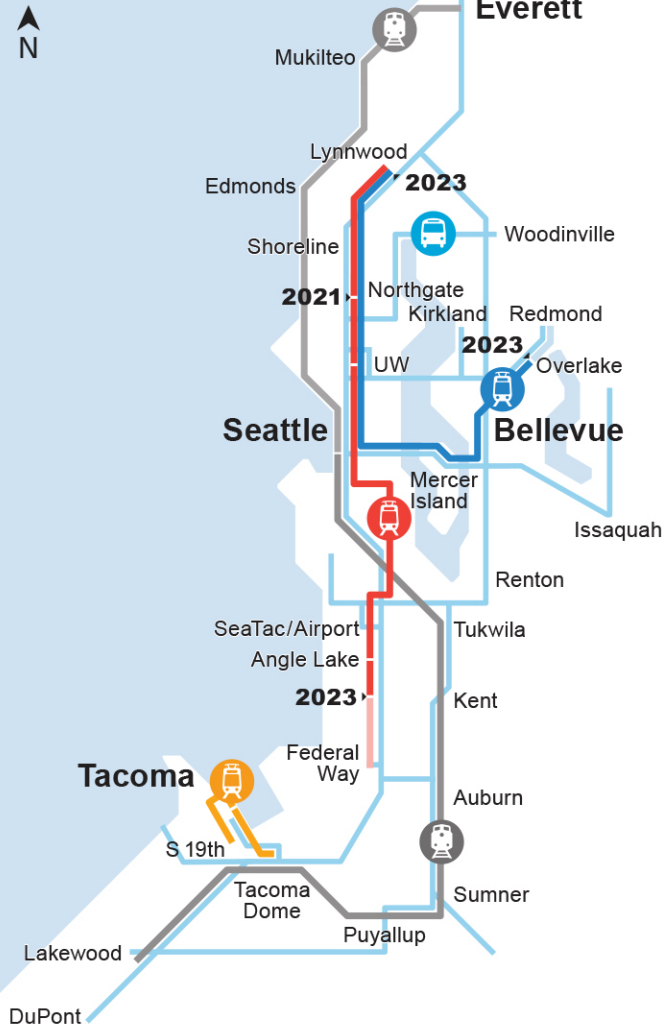 Everett
N
Mukilteo
Lynnwood
2023
Edmonds
Woodinville
Shoreline
2021
Northgate
Kirkland
Redmond
2023
UW
Overlake
Seattle
Bellevue
Mercer
Island
Issaquah
Renton
SeaTac/Airport
Tukwila
Angle Lake
2023
Kent
Federal
Way
Tacoma
Auburn
S 19th
Tacoma
Dome
Sumner
Puyallup
Lakewood
DuPont